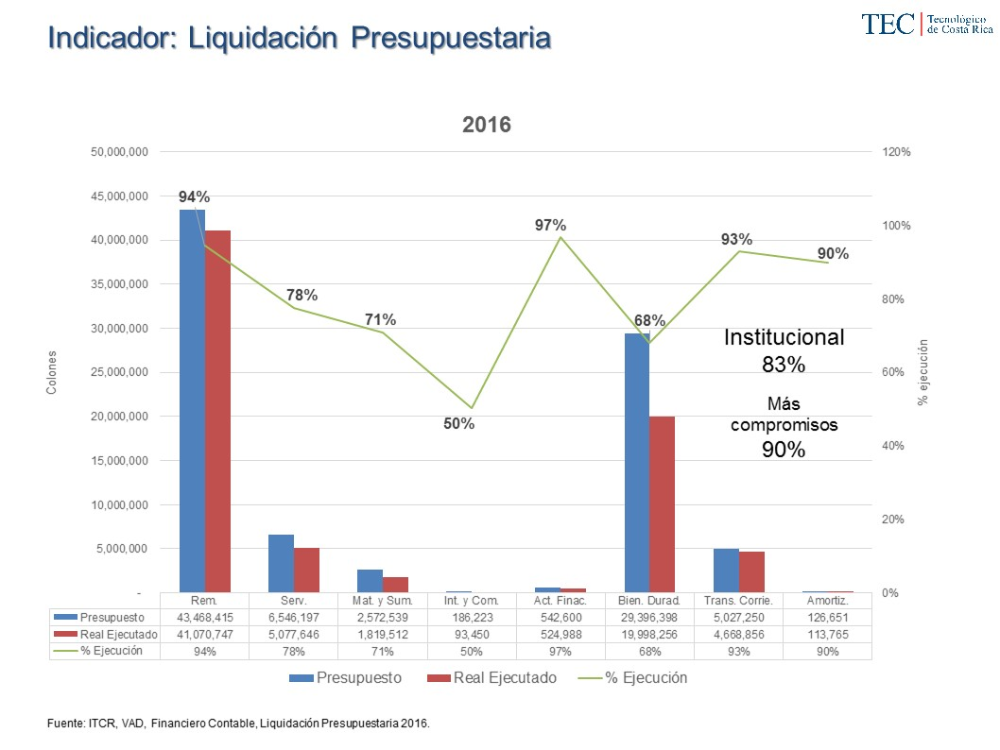 Indicador: Liquidación Presupuestaria
TEC | Tecnológico
de Costa Rica
2016
50,000,000
45,000,000
40,000,000
35,000,000
30,000,000
25,000,000
20,000,000
15,000,000
10,000,000
5,000,000
-
Colones
120%
100%
80%
60%
40%
20%
0%
% ejecución
94%
78%
71%
50%
97%
68%
93%
90%
Institucional
83%
Más
compromisos
90%
Rem. Serv. Mat. y Sum. Int. y Com. Act. Finac. Bien. Durad. Trans. Corrie. Amortiz.
Presupuesto 43,468,415 6,546,197 2,572,539 186,223 542,600 29,396,398 5,027,250 126,651
Real Ejecutado 41,070,747 5,077,646 1,819,512 93,450 524,988 19,998,256 4,668,856 113,765
% Ejecución 94% 78% 71% 50% 97% 68% 93% 90%
Presupuesto Real Ejecutado % Ejecución
Fuente: ITCR, VAD, Financiero Contable, Liquidación Presupuestaria 2016.